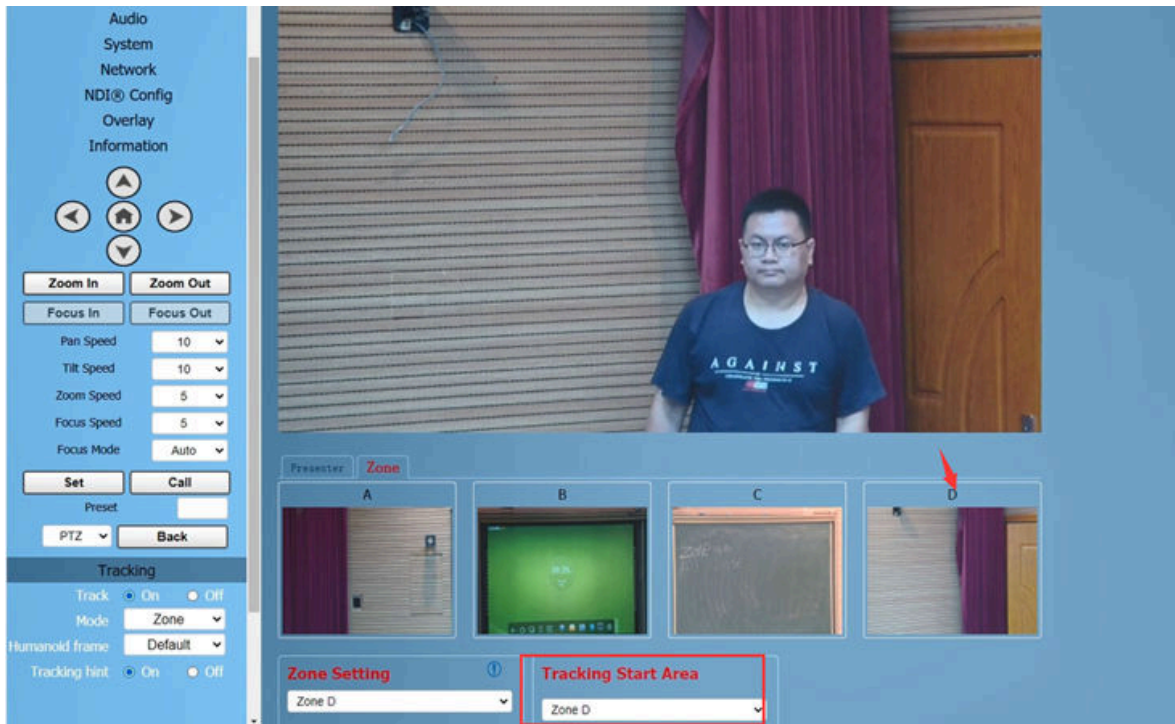 Audio
System
Network
NDI® Config
Overlay
Information
Zoom In Zoom Out
Focus In Focus Out
Pan Speed 10
Tilt Speed 10
Zoom Speed 5
Focus Speed 5
Focus Mode Auto
Set Call
Preset
PTZ Back
Tracking
Track On Off
Mode Zone
Humanoid frame Default
Tracking hint On Off
AGAINST
Presenter Zone
A B C D
Zone Setting
Zone D
Tracking Start Area
Zone D